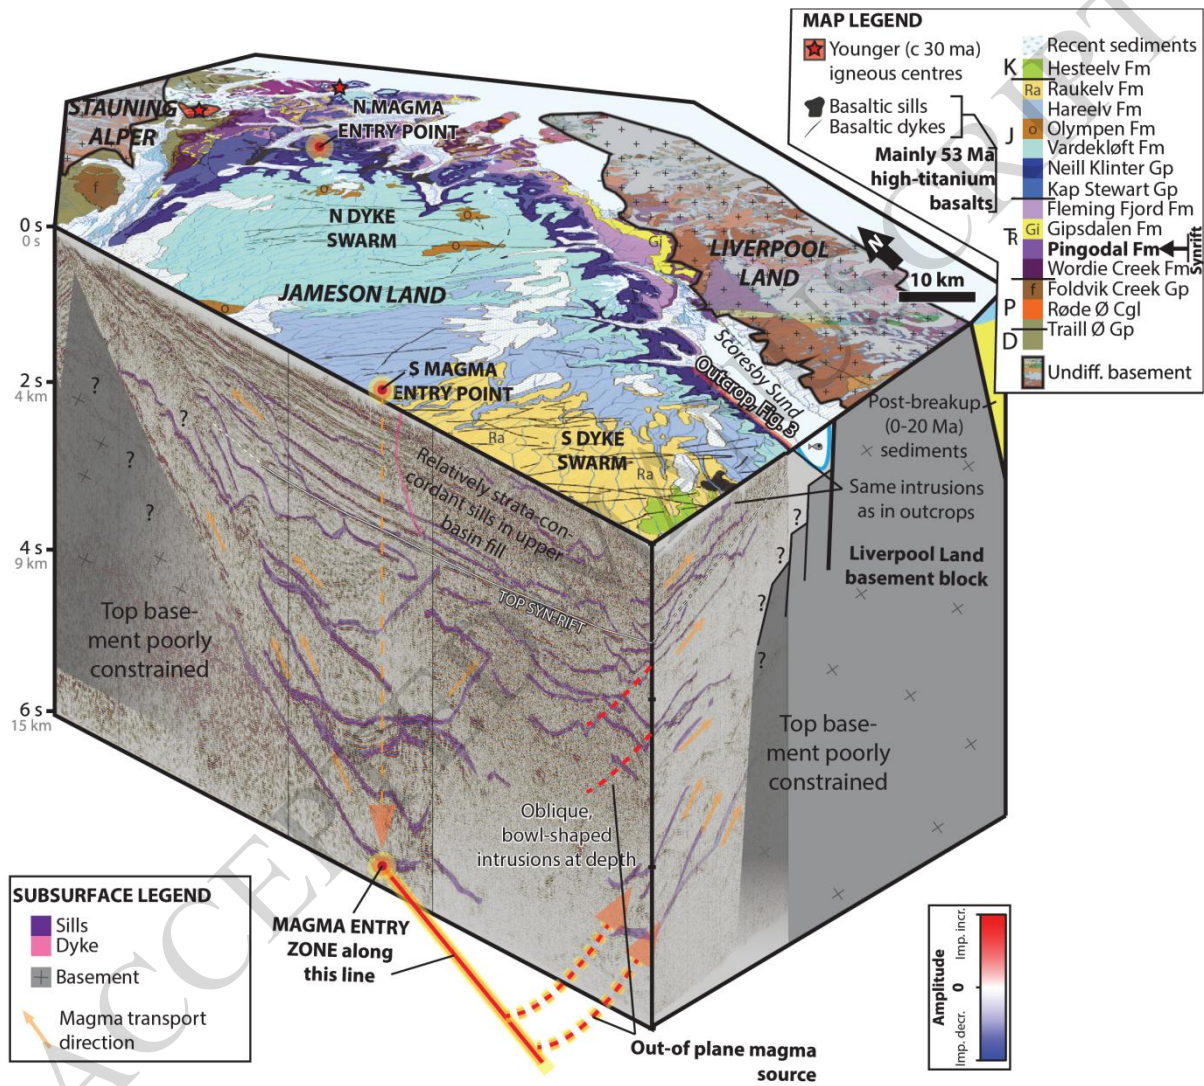 MAP LEGEND
Younger (c 30 ma)
igneous centres
Basaltic sills
Basaltic dykes
Mainly 53 Ma
high-titanium
basalts
K
J
TR
P
D
Recent sediments
Hesteelv Fm
Ra Raukelv Fm
Hareelv Fm
o Olympen Fm
Vardekløft Fm
Neill Klinter Gp
Kap Stewart Gp
Fleming Fjord Fm
Gi Gipsdalen Fm
Pingodal Fm
Wordie Creek Fm
f Foldvik Creek Gp
Røde Ø Cgl
Traill Ø Gp
Undiff. basement
synrift
STAUNING
ALPER
N MAGMA
ENTRY POINT
f
o
N DYKE
SWARM
o
o
Gi
LIVERPOOL
LAND
N
10 km
JAMESON LAND
o
S MAGMA
ENTRY POINT
Scoresby Sund
Outcrop, Fig. 3
Ra
S DYKE
SWARM
Ra
J
0 s
0 s
2 s
4 km
4 s
9 km
6 s
15 km
?
?
?
Relatively strata-con-
cordant sills in upper
basin fill
TOP SYN-RIFT
Post-breakup
(0-20 Ma)
sediments
Same intrusions
as in outcrops
Liverpool Land
basement block
?
?
?
?
Top base-
ment poorly
constrained
Top base-
ment poorly
constrained
Oblique,
bowl-shaped
intrusions at depth
MAGMA ENTRY
ZONE along
this line
Out-of plane magma
source
SUBSURFACE LEGEND
Sills
Dyke
Basement
Magma transport
direction
Amplitude
Imp. decr.
0
Imp. incr.
ACCEPTED MANUSCRIPT